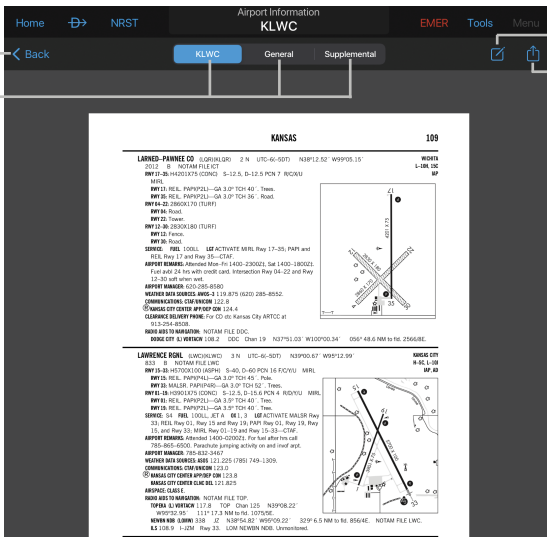 Home NRST Airport Information EMER Tools Menu
KLWC
Back KLWC General Supplemental
KANSAS 109
LARNED–PAWNEE CO (LQR)(KLQR) 2 N UTC–6(–5DT) N38°12.52´ W99°05.15´ WICHITA
2012 B NOTAM FILE ICT L–10N, 15C
RWY 17–35: H4201X75 (CONC) S–12.5, D–12.5 PCN 7 R/C/X/U IAP
MIRL
RWY 17: REIL. PAPI(P2L)—GA 3.0° TCH 40´. Trees.
RWY 35: REIL. PAPI(P2L)—GA 3.0° TCH 36´. Road.
RWY 04–22: 2860X170 (TURF)
RWY 04: Road.
RWY 22: Tower.
RWY 12–30: 2830X180 (TURF)
RWY 12: Fence.
RWY 30: Road.
SERVICE: FUEL 100LL LGT ACTIVATE MIRL Rwy 17–35; PAPI and
REIL Rwy 17 and Rwy 35—CTAF.
AIRPORT REMARKS: Attended Mon–Fri 1400–2300Z‡, Sat 1400–1800Z‡.
Fuel avbl 24 hrs with credit card. Intersection Rwy 04–22 and Rwy
12–30 soft when wet.
AIRPORT MANAGER: 620-285-8580
WEATHER DATA SOURCES: AWOS–3 119.875 (620) 285–8552.
COMMUNICATIONS: CTAF/UNICOM 122.8
Ⓡ KANSAS CITY CENTER APP/DEP CON 124.4
CLEARANCE DELIVERY PHONE: For CD ctc Kansas City ARTCC at
913-254-8508.
RADIO AIDS TO NAVIGATION: NOTAM FILE DDC.
DODGE CITY (L) VORTACW 108.2 DDC Chan 19 N37°51.03´ W100°00.34´ 056° 48.6 NM to fld. 2566/8E.
17
4201 X 75
2830 X 180
2860 X 170
35
LAWRENCE RGNL (LWC)(KLWC) 3 N UTC–6(–5DT) N39°00.67´ W95°12.99´ KANSAS CITY
833 B NOTAM FILE LWC H–5C, L–10I
RWY 15–33: H5700X100 (ASPH) S–40, D–60 PCN 16 F/C/Y/U MIRL IAP, AD
RWY 15: REIL. PAPI(P4L)—GA 3.0° TCH 45´. Pole.
RWY 33: MALSR. PAPI(P4R)—GA 3.0° TCH 52´. Trees.
RWY 01–19: H3901X75 (CONC) S–12.5, D–15.6 PCN 4 R/D/Y/U MIRL
RWY 01: REIL. PAPI(P2L)—GA 3.5° TCH 40´. Tree.
RWY 19: REIL. PAPI(P2L)—GA 3.5° TCH 40´. Tree.
SERVICE: S4 FUEL 100LL, JET A OX 1, 3 LGT ACTIVATE MALSR Rwy
33; REIL Rwy 01, Rwy 15 and Rwy 19; PAPI Rwy 01, Rwy 19, Rwy
15, and Rwy 33; MIRL Rwy 01–19 and Rwy 15–33—CTAF.
AIRPORT REMARKS: Attended 1400–0200Z‡. For fuel after hrs call
785–865–6500. Parachute jumping activity on and invof arpt.
AIRPORT MANAGER: 785-832-3467
WEATHER DATA SOURCES: ASOS 121.225 (785) 749–1309.
COMMUNICATIONS: CTAF/UNICOM 123.0
Ⓡ KANSAS CITY CENTER APP/DEP CON 123.8
KANSAS CITY CENTER CLNC DEL 121.825
AIRSPACE: CLASS E.
RADIO AIDS TO NAVIGATION: NOTAM FILE TOP.
TOPEKA (L) VORTACW 117.8 TOP Chan 125 N39°08.22´
W95°32.95´ 111° 17.3 NM to fld. 1075/5E.
NEWBN NDB (LOMW) 338 JZ N38°54.82´ W95°09.22´ 329° 6.5 NM to fld. 856/4E. NOTAM FILE LWC.
ILS 108.9 I–JZM Rwy 33. LOM NEWBN NDB. Unmonitored.
3901 X 75
5700 X 100
33